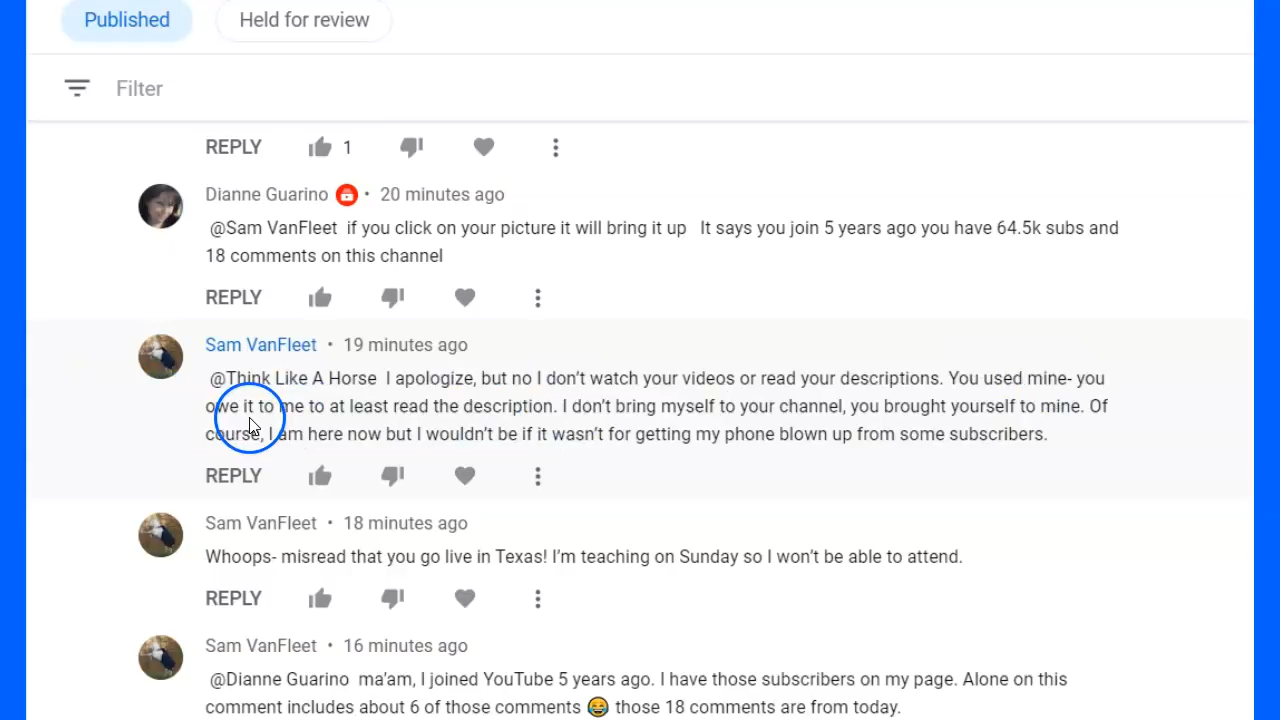 Published Held for review
Filter
REPLY 1
Dianne Guarino • 20 minutes ago
@Sam VanFleet if you click on your picture it will bring it up It says you join 5 years ago you have 64.5k subs and
18 comments on this channel
REPLY
Sam VanFleet • 19 minutes ago
@Think Like A Horse I apologize, but no I don’t watch your videos or read your descriptions. You used mine- you
owe it to me to at least read the description. I don’t bring myself to your channel, you brought yourself to mine. Of
course, I am here now but I wouldn’t be if it wasn’t for getting my phone blown up from some subscribers.
REPLY
Sam VanFleet • 18 minutes ago
Whoops- misread that you go live in Texas! I’m teaching on Sunday so I won’t be able to attend.
REPLY
Sam VanFleet • 16 minutes ago
@Dianne Guarino ma’am, I joined YouTube 5 years ago. I have those subscribers on my page. Alone on this
comment includes about 6 of those comments 😂 those 18 comments are from today.